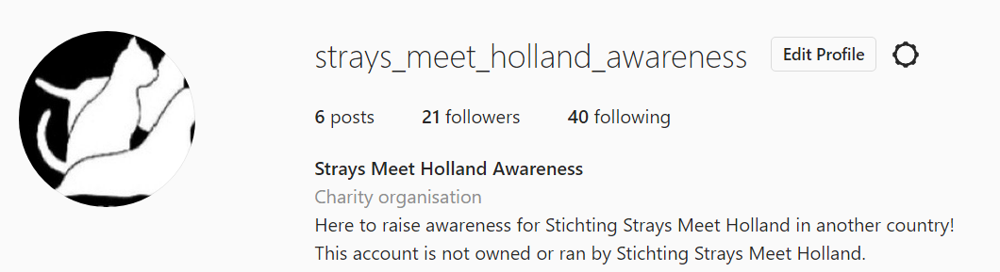 strays_meet_holland_awareness Edit Profile
6 posts 21 followers 40 following
Strays Meet Holland Awareness
Charity organisation
Here to raise awareness for Stichting Strays Meet Holland in another country!
This account is not owned or ran by Stichting Strays Meet Holland.